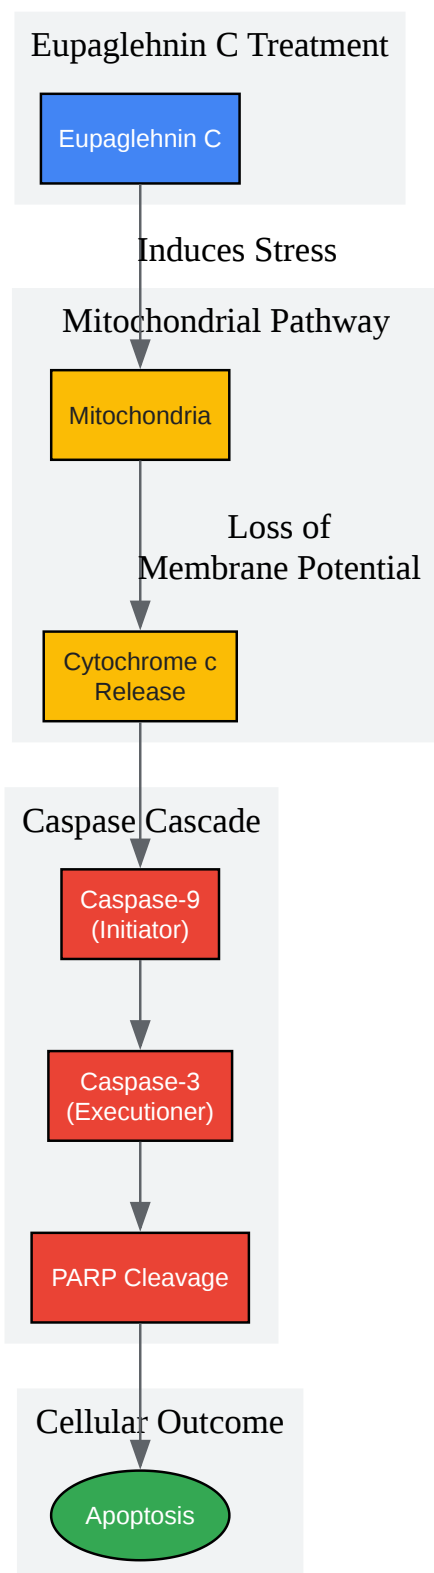 Eupaglehnin C Treatment
Eupaglehnin C
Induces Stress
Mitochondrial Pathway
Mitochondria
Loss of
Membrane Potential
Cytochrome c
Release
Caspase Cascade
Caspase-9
(Initiator)
Caspase-3
(Executioner)
PARP Cleavage
Cellular Outcome
Apoptosis